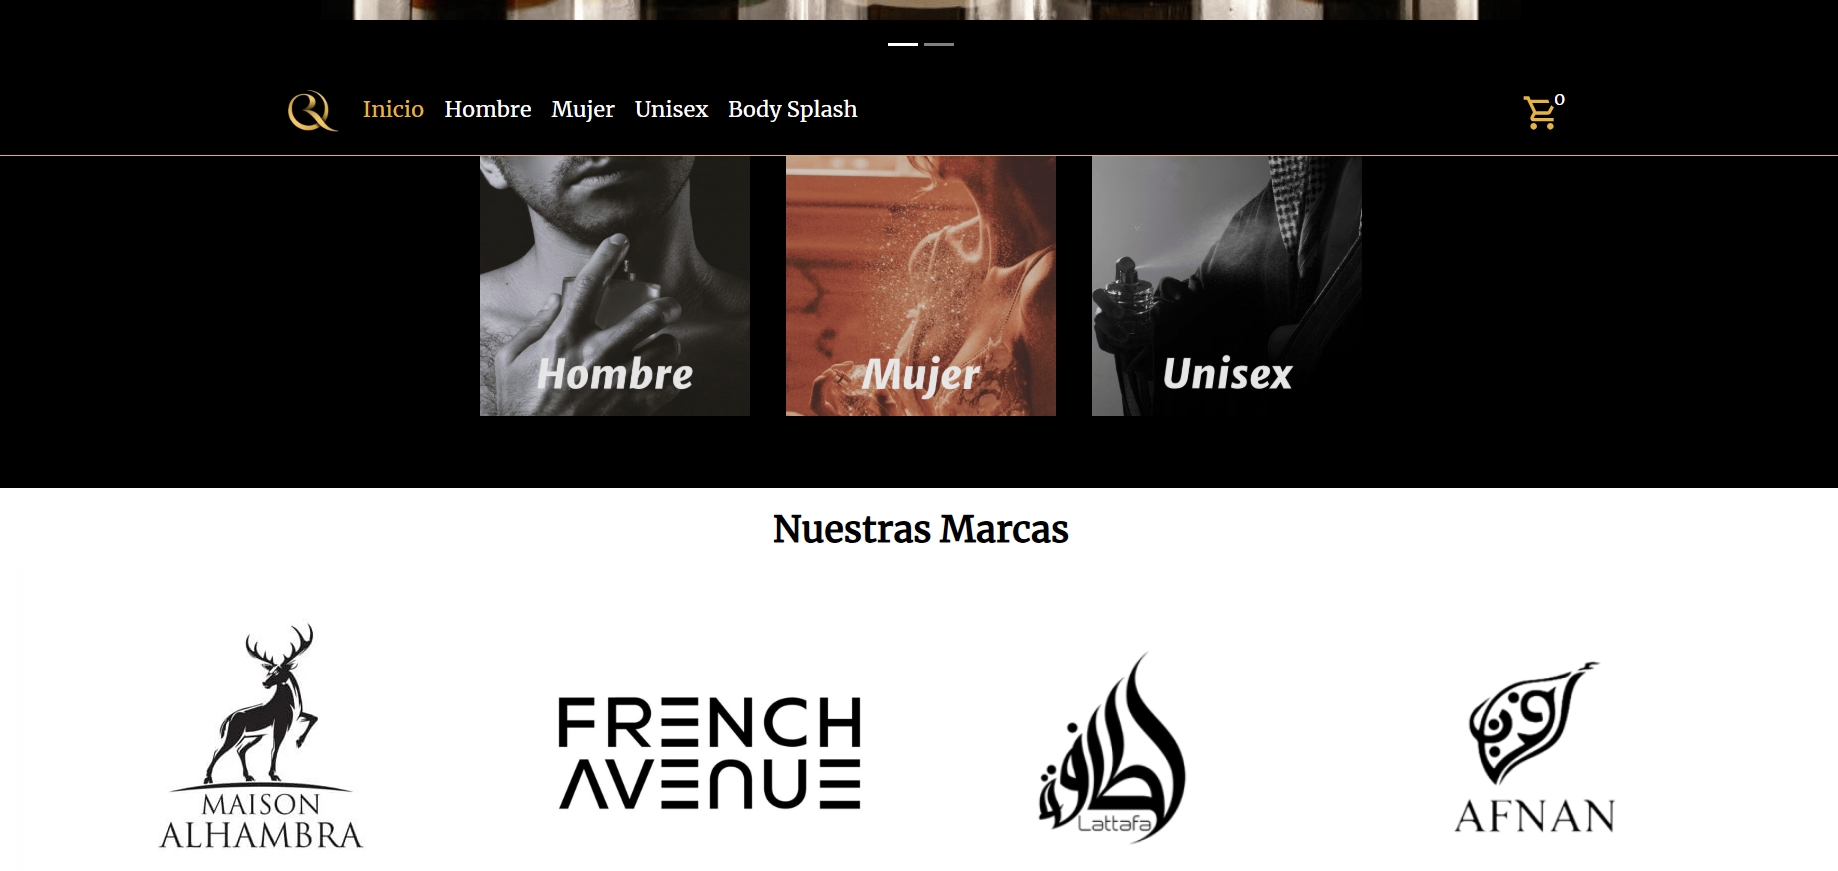 Inicio Hombre Mujer Unisex Body Splash
0
Hombre Mujer Unisex
Nuestras Marcas
MAISON
ALHAMBRA
FRENCH
AVENUE
لطافة
Lattafa
أفنان
AFNAN